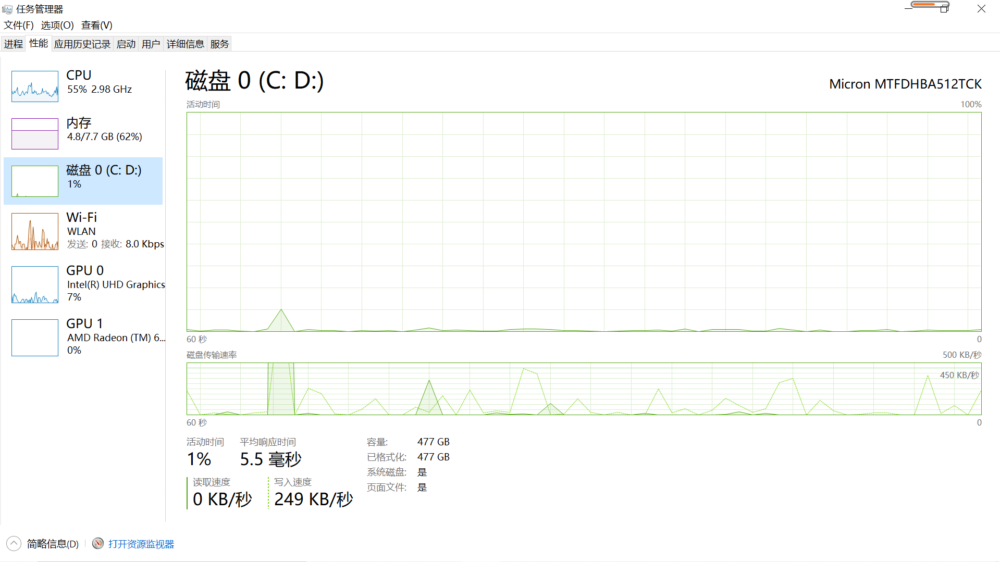 任务管理器
文件(F) 选项(O) 查看(V)
进程 性能 应用历史记录 启动 用户 详细信息 服务
CPU
55% 2.98 GHz
内存
4.8/7.7 GB (62%)
磁盘 0 (C: D:)
1%
Wi-Fi
WLAN
发送: 0 接收: 8.0 Kbps
GPU 0
Intel(R) UHD Graphics
7%
GPU 1
AMD Radeon (TM) 6...
0%
磁盘 0 (C: D:)
Micron MTFDHBA512TCK
活动时间 100%
60 秒 0
磁盘传输速率 500 KB/秒
450 KB/秒
60 秒 0
活动时间 平均响应时间
1% 5.5 毫秒
读取速度 写入速度
0 KB/秒 249 KB/秒
容量: 477 GB
已格式化: 477 GB
系统磁盘: 是
页面文件: 是
简略信息(D) 打开资源监视器